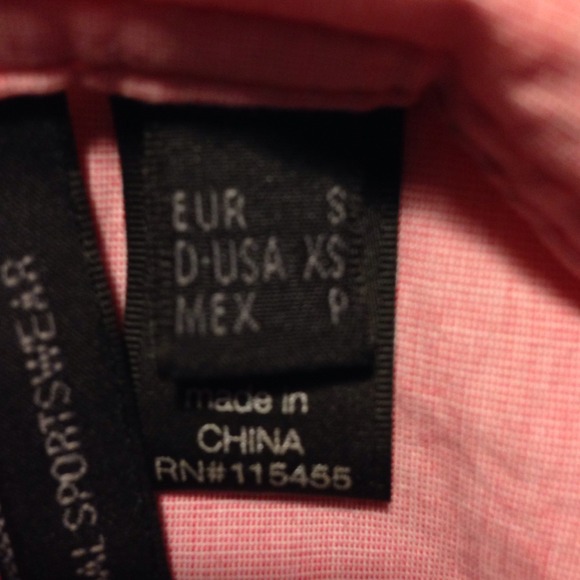 EUR S
D·USA XS
MEX P
made in
CHINA
RN#115455
SPORTSWEAR